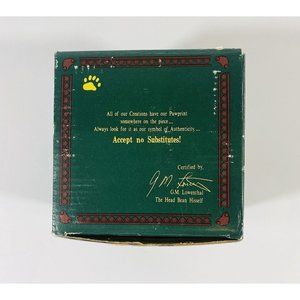 All of our Creations have our Pawprint
somewhere on the piece...
Always look for it as our symbol of Authenticity...
Accept no Substitutes!
Certified by,
G.M. Lowenthal
G.M. Lowenthal
The Head Bean Hisself